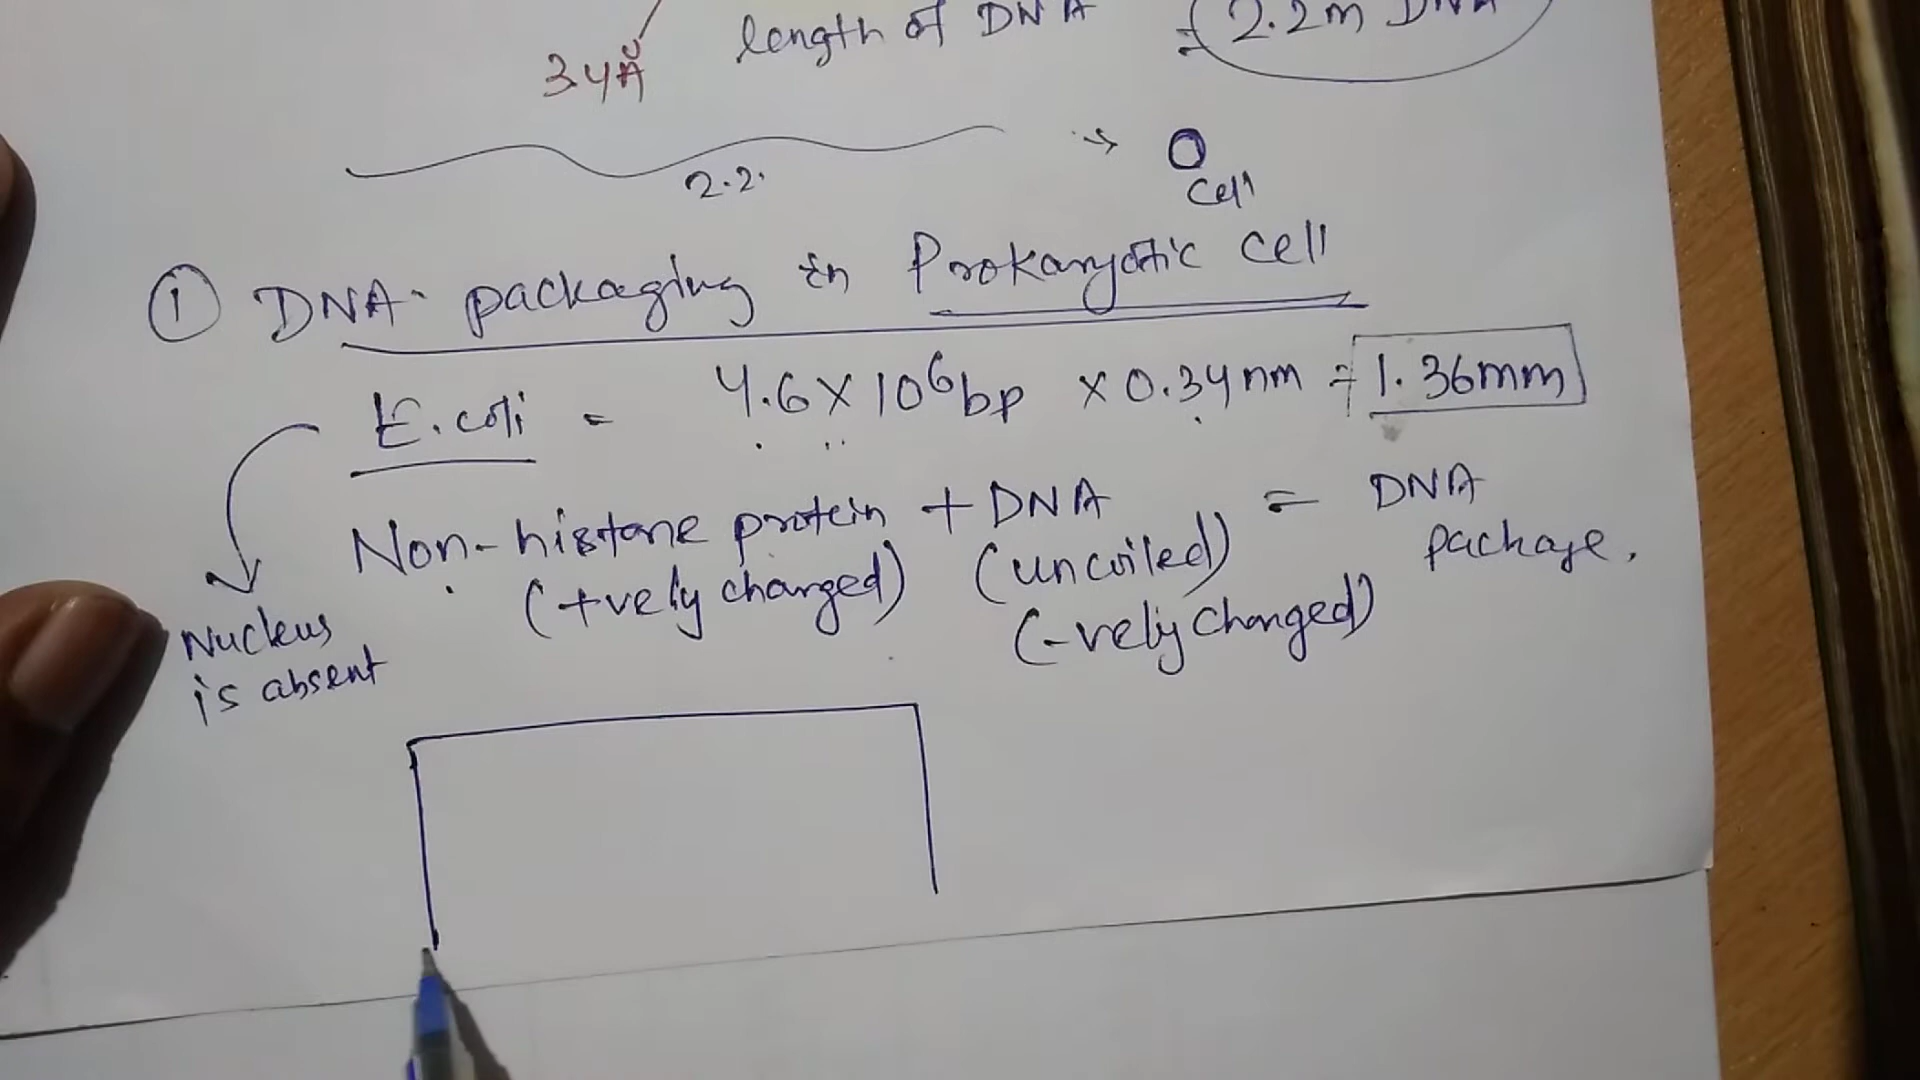 length of DNA = 2.2m DNA
3.4Å
2.2.
Cell
① DNA packaging in Prokaryotic cell
E.coli = 4.6 × 10⁶ bp × 0.34 nm = 1.36mm
Non-histone protein + DNA = DNA
(+vely charged) (uncoiled) package.
(-vely charged)
Nucleus
is absent